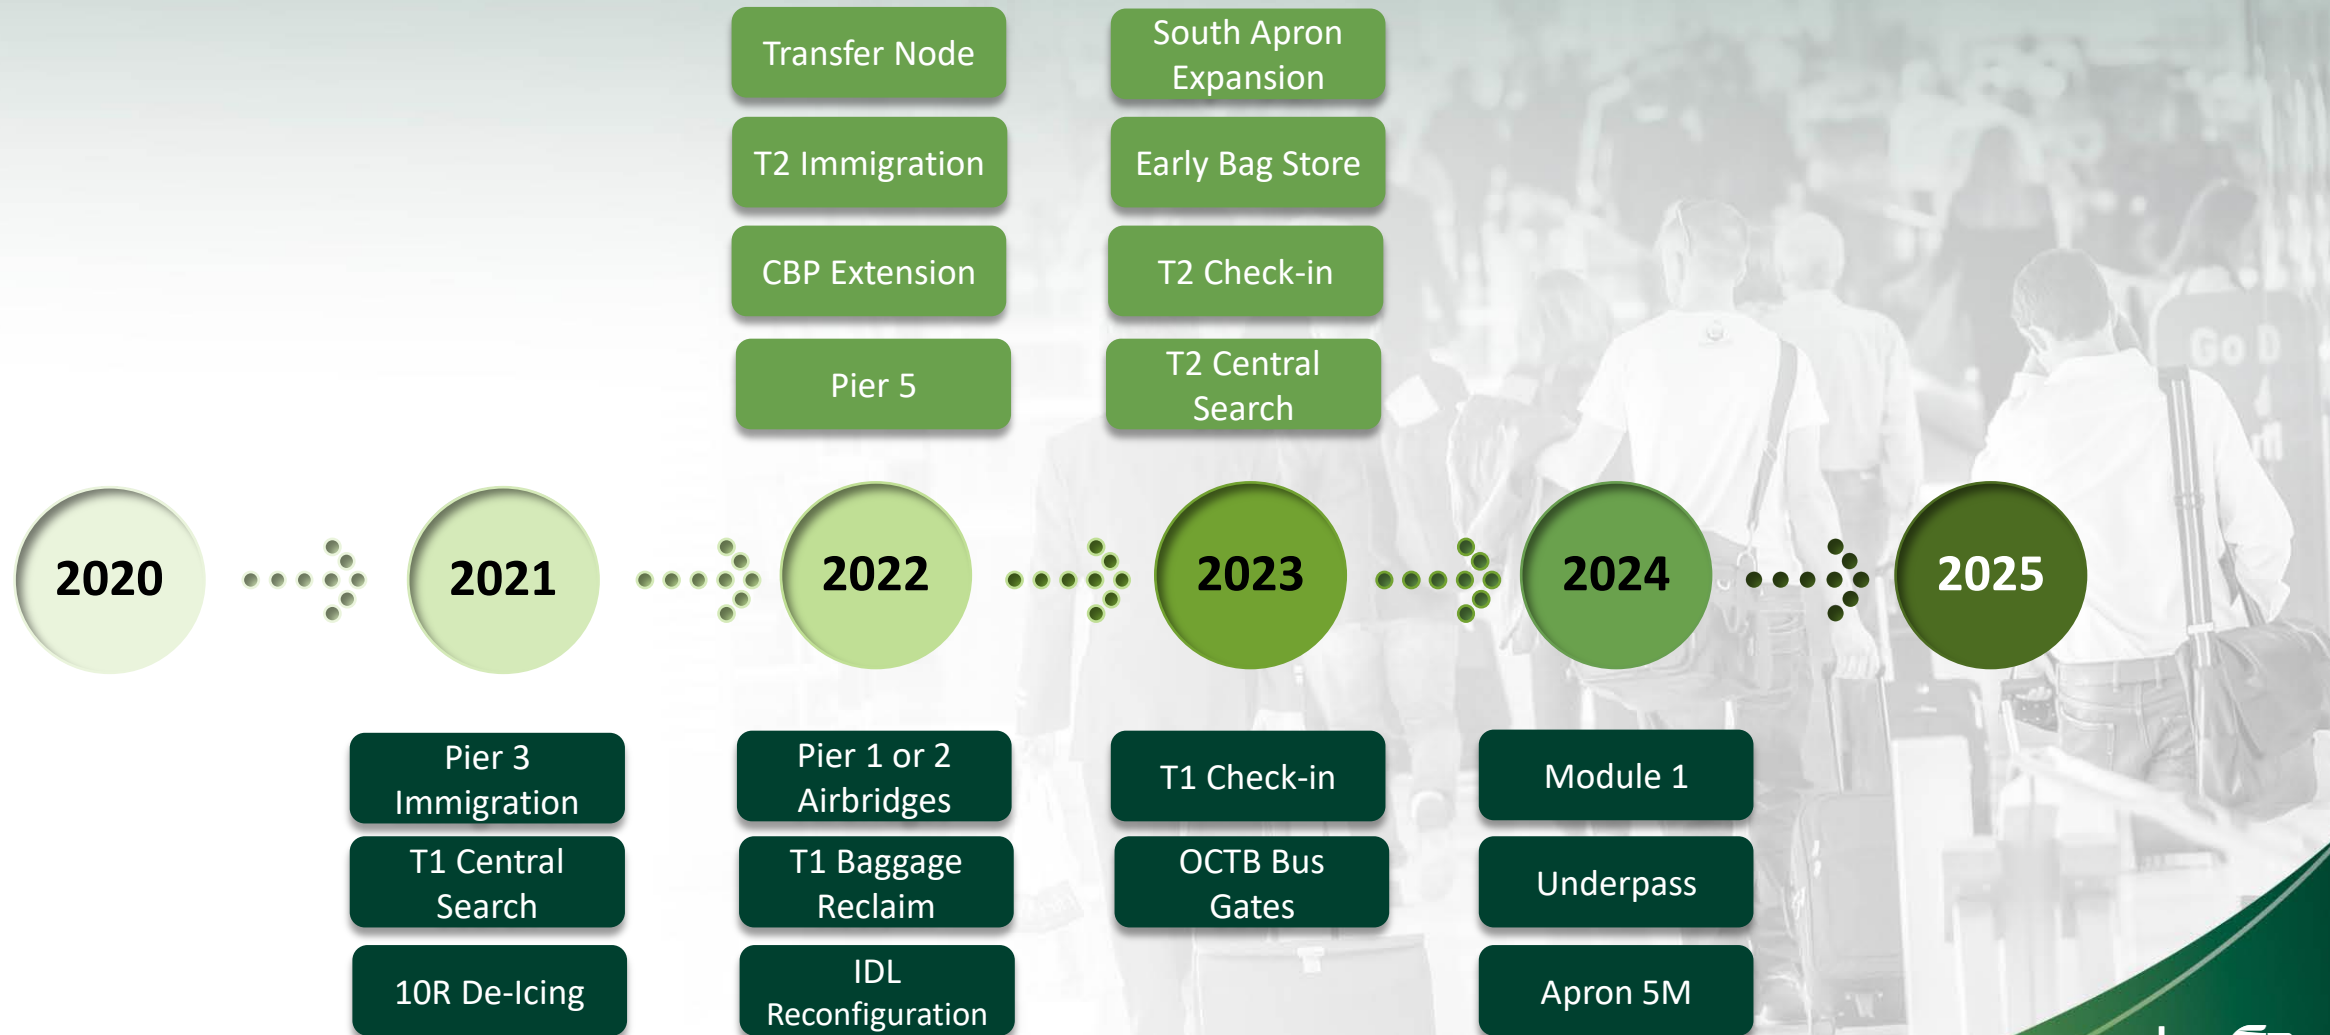 Transfer Node
T2 Immigration
CBP Extension
Pier 5
South Apron
Expansion
Early Bag Store
T2 Check-in
T2 Central
Search
2020
2021
2022
2023
2024
2025
Pier 3
Immigration
T1 Central
Search
10R De-Icing
Pier 1 or 2
Airbridges
T1 Baggage
Reclaim
IDL
Reconfiguration
T1 Check-in
OCTB Bus
Gates
Module 1
Underpass
Apron 5M
Go D